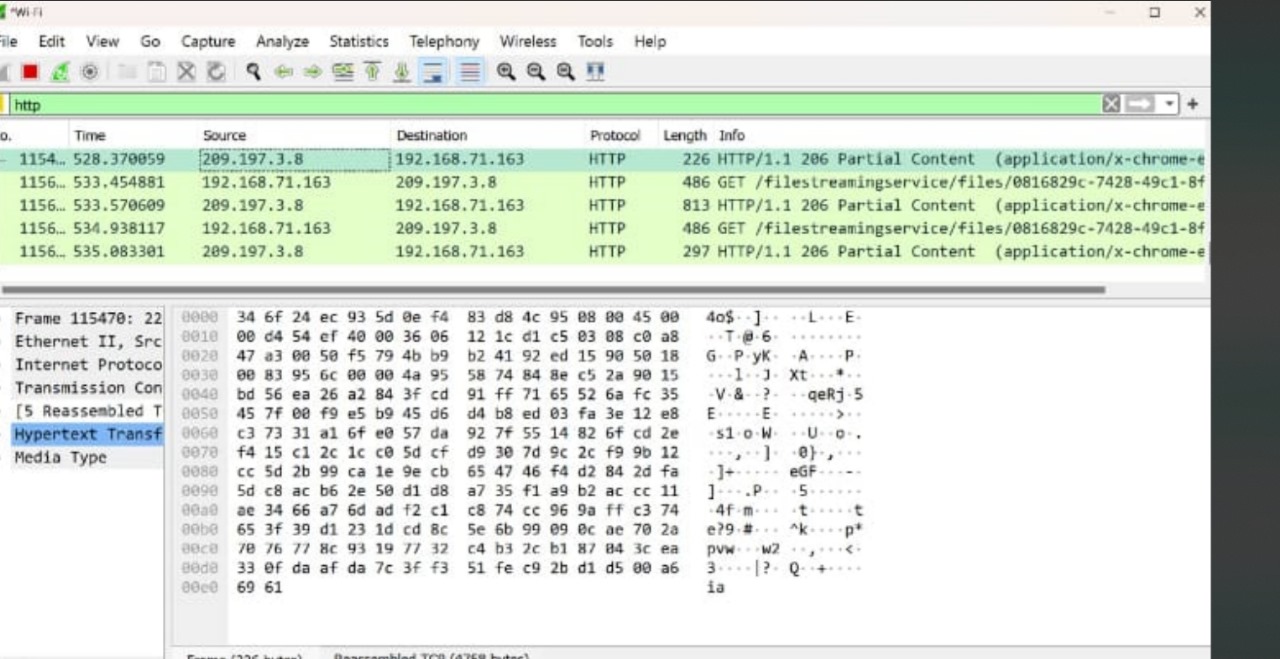 *Wi-Fi
File Edit View Go Capture Analyze Statistics Telephony Wireless Tools Help
http
o. Time Source Destination Protocol Length Info
1154… 528.370059 209.197.3.8 192.168.71.163 HTTP 226 HTTP/1.1 206 Partial Content (application/x-chrome-e
1156… 533.454881 192.168.71.163 209.197.3.8 HTTP 486 GET /filestreamingservice/files/0816829c-7428-49c1-8f
1156… 533.570609 209.197.3.8 192.168.71.163 HTTP 813 HTTP/1.1 206 Partial Content (application/x-chrome-e
1156… 534.938117 192.168.71.163 209.197.3.8 HTTP 486 GET /filestreamingservice/files/0816829c-7428-49c1-8f
1156… 535.083301 209.197.3.8 192.168.71.163 HTTP 297 HTTP/1.1 206 Partial Content (application/x-chrome-e
Frame 115470: 22
Ethernet II, Src
Internet Protoco
Transmission Con
[5 Reassembled T
Hypertext Transf
Media Type
0000 34 6f 24 ec 93 5d 0e f4 83 d8 4c 95 08 00 45 00 4o$··]·· ··L···E·
0010 00 d4 54 ef 40 00 36 06 12 1c d1 c5 03 08 c0 a8 ··T·@·6· ········
0020 47 a3 00 50 f5 79 4b b9 b2 41 92 ed 15 90 50 18 G··P·yK· ·A····P·
0030 00 83 95 6c 00 00 4a 95 58 74 84 8e c5 2a 90 15 ···l··J· Xt···*··
0040 bd 56 ea 26 a2 84 3f cd 91 ff 71 65 52 6a fc 35 ·V·&··?· ··qeRj·5
0050 45 7f 00 f9 e5 b9 45 d6 d4 b8 ed 03 fa 3e 12 e8 E·····E· ·····>··
0060 c3 73 31 a1 6f e0 57 da 92 7f 55 14 82 6f cd 2e ·s1·o·W· ··U··o·.
0070 f4 15 c1 2c 1c c0 5d cf d9 30 7d 9c 2c f9 9b 12 ···,··]· ·0}·,···
0080 cc 5d 2b 99 ca 1e 9e cb 65 47 46 f4 d2 84 2d fa ·]+····· eGF···-·
0090 5d c8 ac b6 2e 50 d1 d8 a7 35 f1 a9 b2 ac cc 11 ]···.P·· ·5······
00a0 ae 34 66 a7 6d ad f2 c1 c8 74 cc 96 9a ff c3 74 ·4f·m··· ·t·····t
00b0 65 3f 39 d1 23 1d cd 8c 5e 6b 99 09 0c ae 70 2a e?9·#··· ^k····p*
00c0 70 76 77 8c 93 19 77 32 c4 b3 2c b1 87 04 3c ea pvw···w2 ··,···<·
00d0 33 0f da af da 7c 3f f3 51 fe c9 2b d1 d5 00 a6 3····|?· Q··+····
00e0 69 61 ia
Frame (226 bytes) Reassembled TCP (4758 bytes)